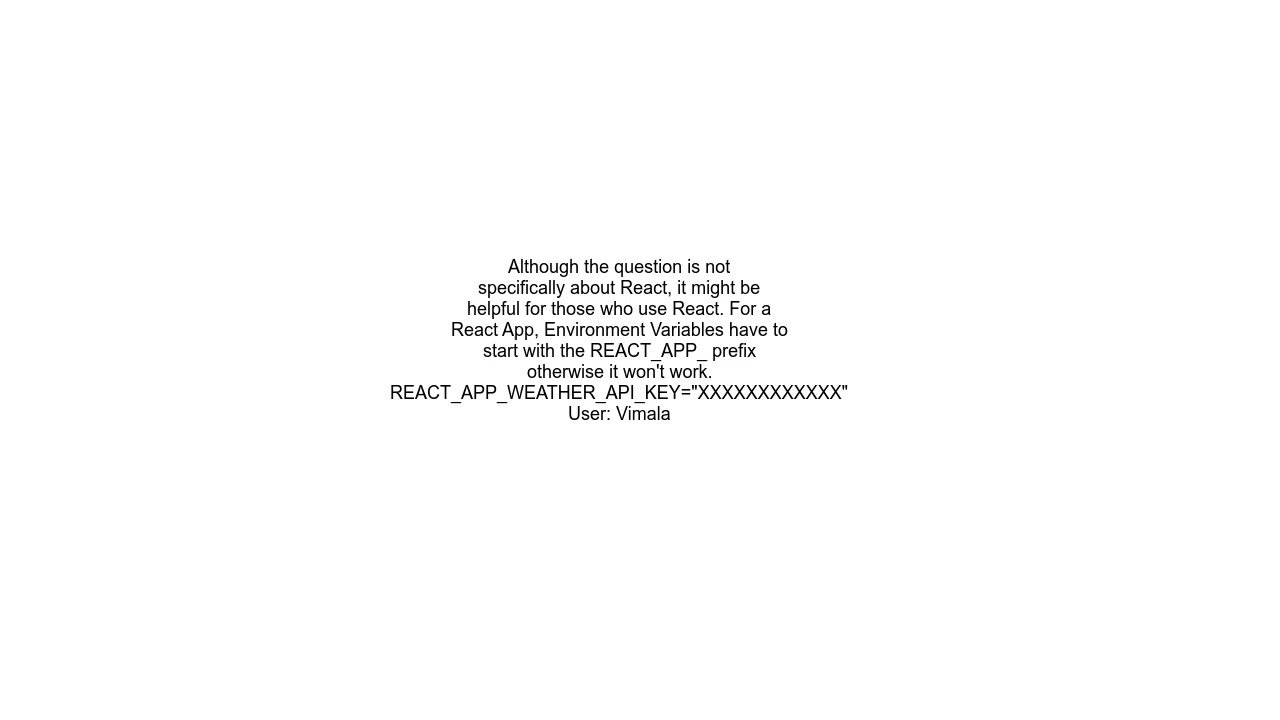 Although the question is not
specifically about React, it might be
helpful for those who use React. For a
React App, Environment Variables have to
start with the REACT_APP_ prefix
otherwise it won't work.
REACT_APP_WEATHER_API_KEY="XXXXXXXXXXXX"
User: Vimala